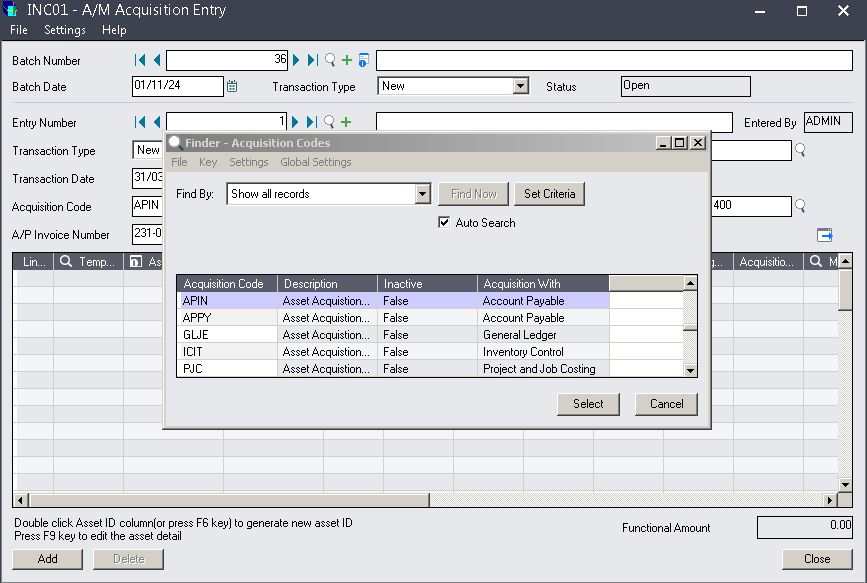 INC01 - A/M Acquisition Entry
File Settings Help
Batch Number 36
Batch Date 01/11/24 Transaction Type New Status Open
Entry Number 1 Entered By ADMIN
Transaction Type New
Transaction Date 31/03
Acquisition Code APIN 400
A/P Invoice Number 231-0
Lin... Temp... As ...g... Acquisitio... M
Finder - Acquisition Codes
File Key Settings Global Settings
Find By: Show all records Find Now Set Criteria
Auto Search
Acquisition Code Description Inactive Acquisition With
APIN Asset Acquistion... False Account Payable
APPY Asset Acquistion... False Account Payable
GLJE Asset Acquistion... False General Ledger
ICIT Asset Acquistion... False Inventory Control
PJC Asset Acquistion... False Project and Job Costing
Select Cancel
Double click Asset ID column(or press F6 key) to generate new asset ID
Press F9 key to edit the asset detail
Functional Amount 0.00
Add Delete Close